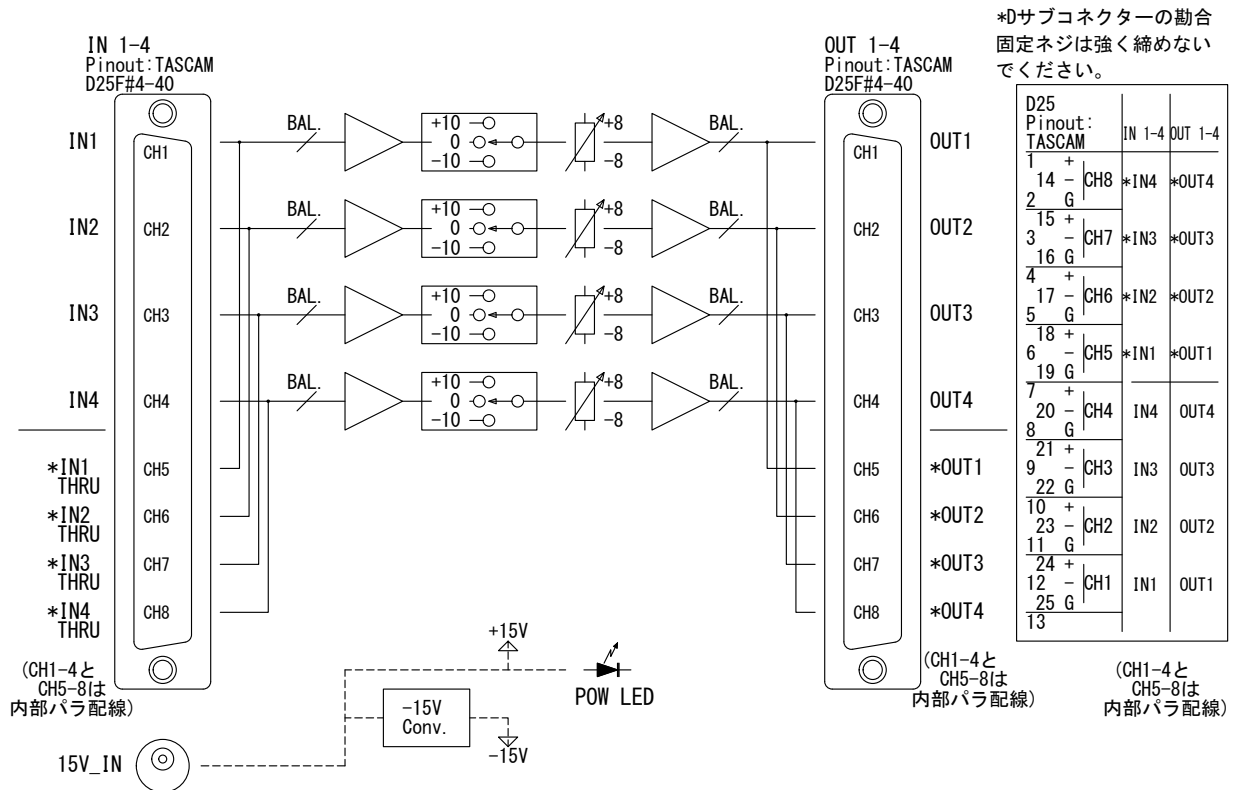 IN 1-4
Pinout:TASCAM
D25F#4-40
IN1
IN2
IN3
IN4
*IN1
THRU
*IN2
THRU
*IN3
THRU
*IN4
THRU
(CH1-4と
CH5-8は
内部パラ配線)
CH1
CH2
CH3
CH4
CH5
CH6
CH7
CH8
BAL.
+10
0
-10
+8
-8
BAL.
BAL.
+10
0
-10
+8
-8
BAL.
BAL.
+10
0
-10
+8
-8
BAL.
BAL.
+10
0
-10
+8
-8
BAL.
+15V
POW LED
-15V
Conv.
-15V
15V_IN
OUT 1-4
Pinout:TASCAM
D25F#4-40
CH1
CH2
CH3
CH4
CH5
CH6
CH7
CH8
OUT1
OUT2
OUT3
OUT4
*OUT1
*OUT2
*OUT3
*OUT4
(CH1-4と
CH5-8は
内部パラ配線)
*Dサブコネクターの勘合
固定ネジは強く締めない
でください。
D25
Pinout:
TASCAM
IN 1-4 OUT 1-4
1 +
14 - CH8 *IN4 *OUT4
2 G
15 +
3 - CH7 *IN3 *OUT3
16 G
4 +
17 - CH6 *IN2 *OUT2
5 G
18 +
6 - CH5 *IN1 *OUT1
19 G
7 +
20 - CH4 IN4 OUT4
8 G
21 +
9 - CH3 IN3 OUT3
22 G
10 +
23 - CH2 IN2 OUT2
11 G
24 +
12 - CH1 IN1 OUT1
25 G
13
(CH1-4と
CH5-8は
内部パラ配線)